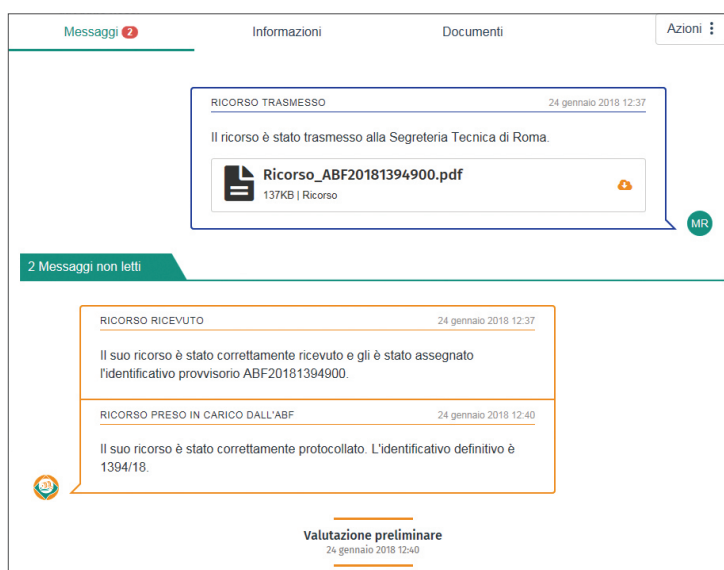 Messaggi 2
Informazioni
Documenti
Azioni
RICORSO TRASMESSO
24 gennaio 2018 12:37
Il ricorso è stato trasmesso alla Segreteria Tecnica di Roma.
Ricorso_ABF20181394900.pdf
137KB | Ricorso
MR
2 Messaggi non letti
RICORSO RICEVUTO
24 gennaio 2018 12:37
Il suo ricorso è stato correttamente ricevuto e gli è stato assegnato
l'identificativo provvisorio ABF20181394900.
RICORSO PRESO IN CARICO DALL'ABF
24 gennaio 2018 12:40
Il suo ricorso è stato correttamente protocollato. L'identificativo definitivo è
1394/18.
Valutazione preliminare
24 gennaio 2018 12:40